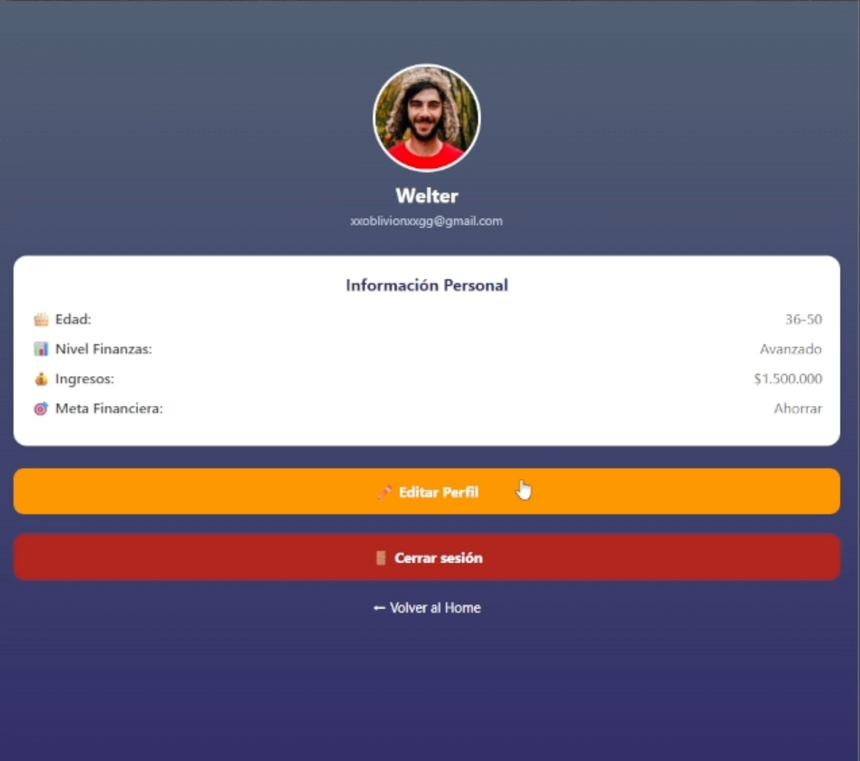 Welter
xxoblivionxxgg@gmail.com
Información Personal
Edad: 36-50
Nivel Finanzas: Avanzado
Ingresos: $1.500.000
Meta Financiera: Ahorrar
Editar Perfil
Cerrar sesión
← Volver al Home